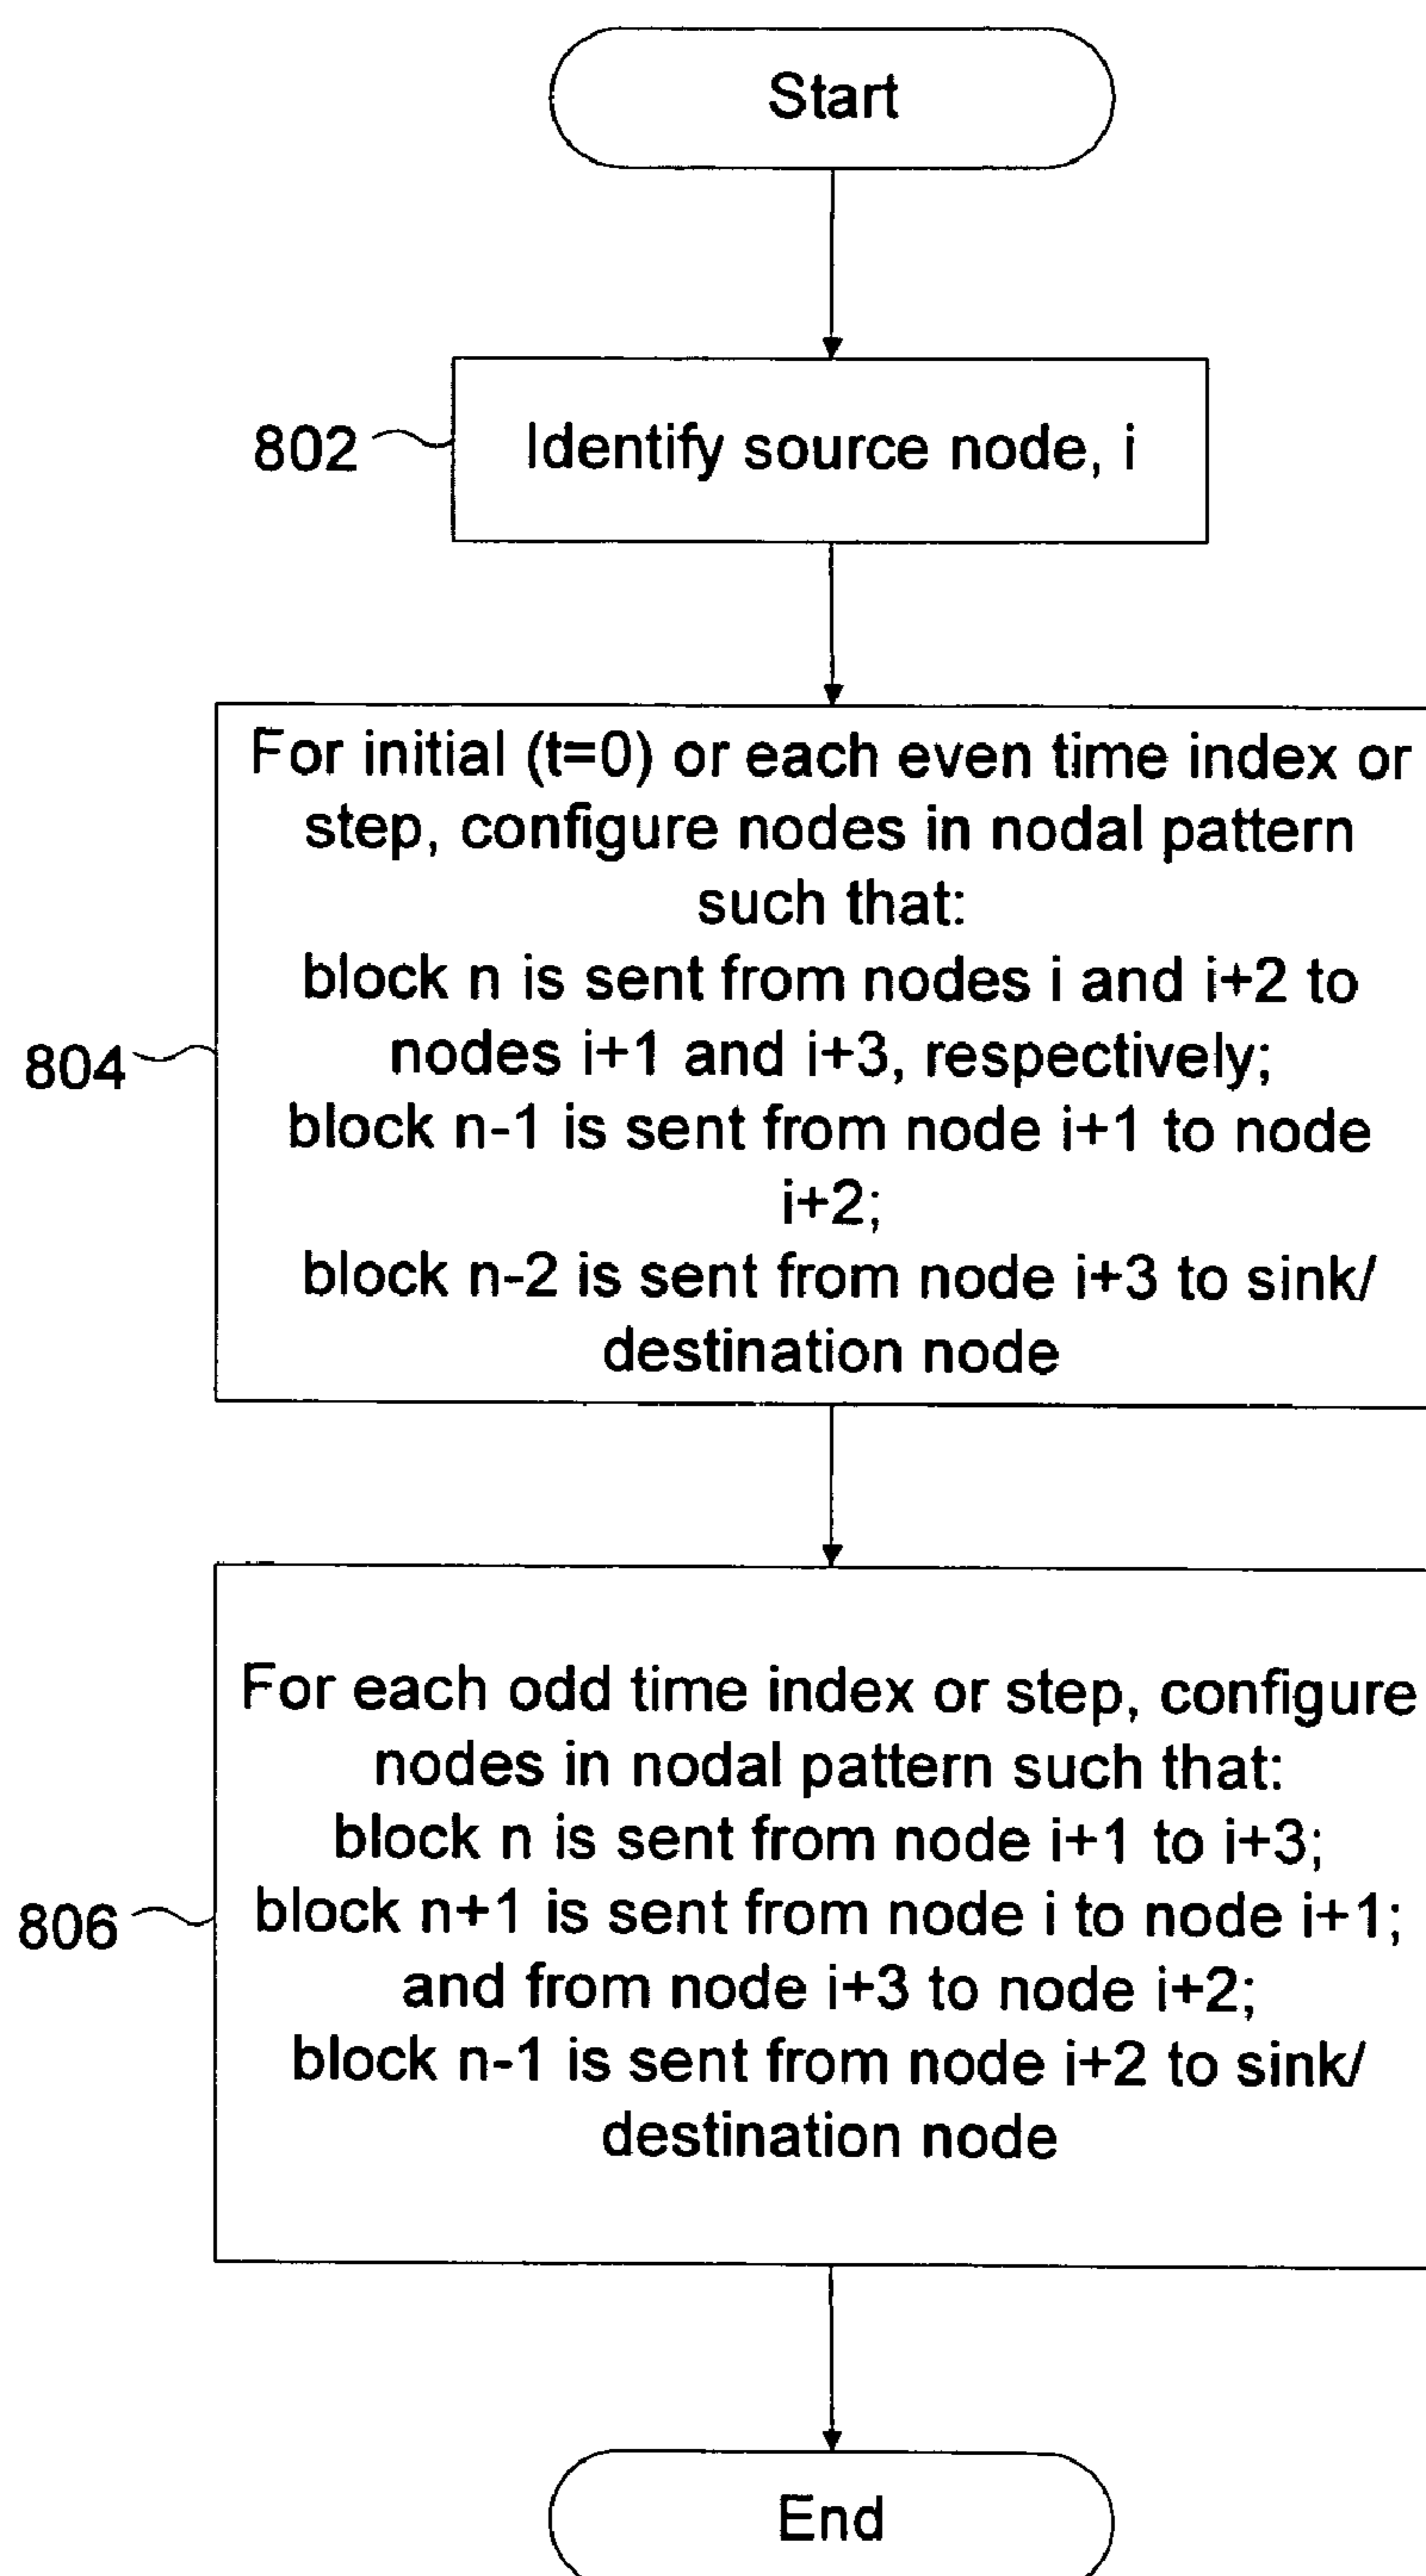 Start
802
Identify source node, i
For initial (t=0) or each even time index or
step, configure nodes in nodal pattern
such that:
block n is sent from nodes i and i+2 to
804
nodes i+1 and i+3, respectively;
block n-1 is sent from node i+1 to node
i+2;
block n-2 is sent from node i+3 to sink/
destination node
For each odd time index or step, configure
nodes in nodal pattern such that:
block n is sent from node i+1 to i+3;
806
block n+1 is sent from node i to node i+1;
and from node i+3 to node i+2;
block n-1 is sent from node i+2 to sink/
destination node
End